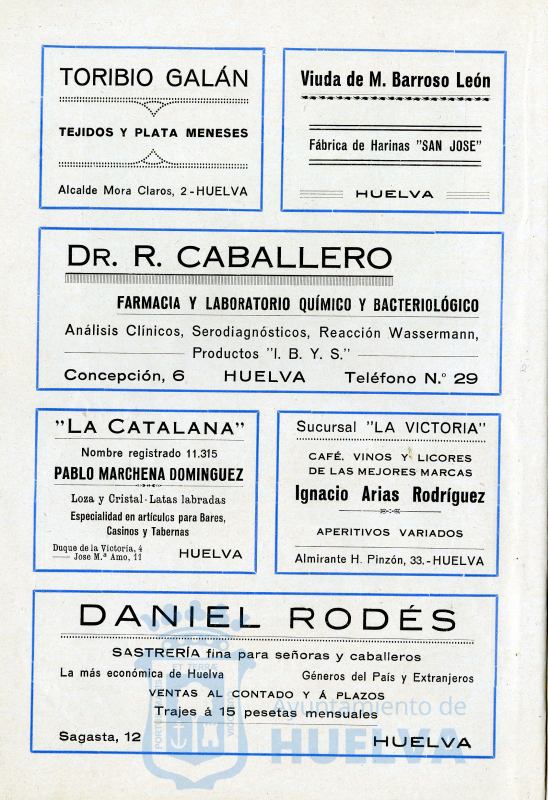 TORIBIO GALÁN
TEJIDOS Y PLATA MENESES
Alcalde Mora Claros, 2 - HUELVA
Viuda de M. Barroso León
Fábrica de Harinas "SAN JOSE"
HUELVA
DR. R. CABALLERO
FARMACIA Y LABORATORIO QUÍMICO Y BACTERIOLÓGICO
Análisis Clínicos, Serodiagnósticos, Reacción Wassermann,
Productos "I. B. Y. S."
Concepción, 6 HUELVA Teléfono N.º 29
"LA CATALANA"
Nombre registrado 11.315
PABLO MARCHENA DOMINGUEZ
Loza y Cristal - Latas labradas
Especialidad en artículos para Bares,
Casinos y Tabernas
Duque de la Victoria, 4
Jose M.ª Amo, 11
HUELVA
Sucursal "LA VICTORIA"
CAFÉ, VINOS Y LICORES
DE LAS MEJORES MARCAS
Ignacio Arias Rodríguez
APERITIVOS VARIADOS
Almirante H. Pinzón, 33.-HUELVA
DANIEL RODÉS
SASTRERÍA fina para señoras y caballeros
La más económica de Huelva Géneros del País y Extranjeros
VENTAS AL CONTADO Y Á PLAZOS
Trajes á 15 pesetas mensuales
Sagasta, 12 HUELVA
Ayuntamiento de
HUELVA